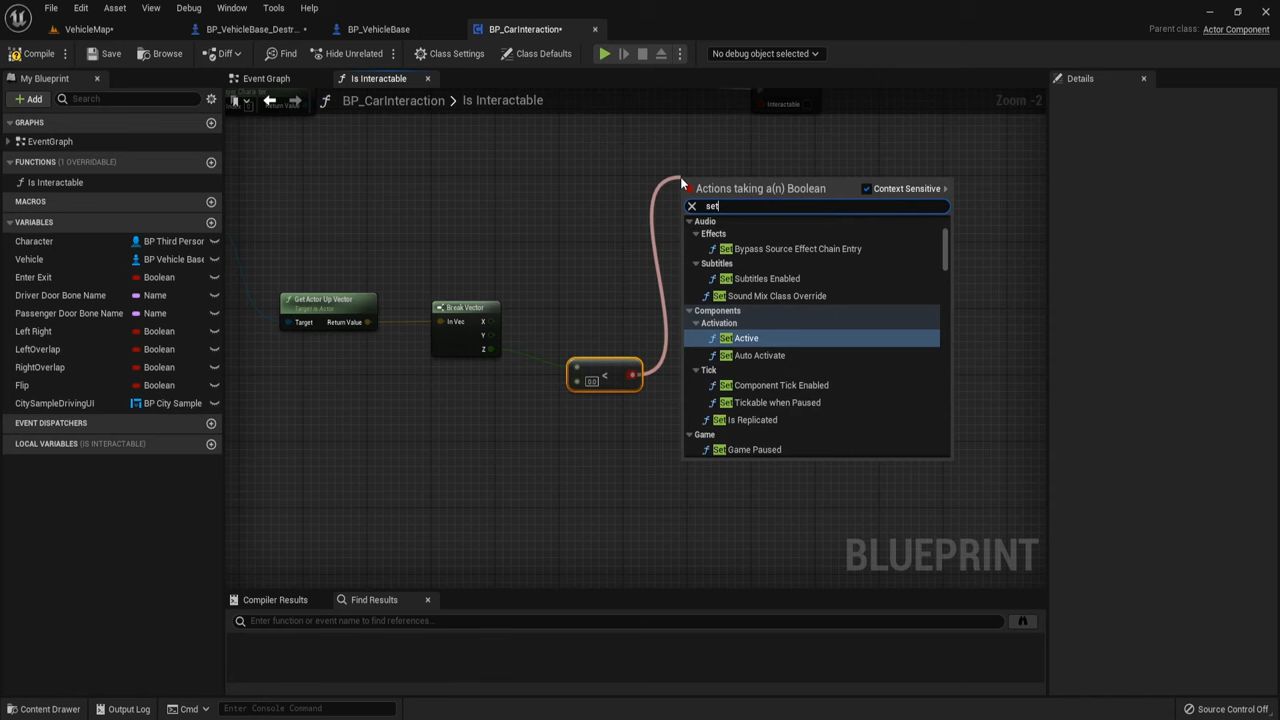 File Edit Asset View Debug Window Tools Help
VehicleMap•
BP_VehicleBase_Destr... •
BP_VehicleBase
BP_CarInteraction•
Parent class: Actor Component
Compile
Save
Browse
Diff
Find
Hide Unrelated
Class Settings
Class Defaults
No debug object selected
My Blueprint
Event Graph
Is Interactable
Details
Add
Search
BP_CarInteraction > Is Interactable
Zoom -2
Return Value
Interactable
GRAPHS
EventGraph
FUNCTIONS (1 OVERRIDABLE)
Is Interactable
MACROS
VARIABLES
Character BP Third Person
Vehicle BP Vehicle Base
Enter Exit Boolean
Driver Door Bone Name Name
Passenger Door Bone Name Name
Left Right Boolean
LeftOverlap Boolean
RightOverlap Boolean
Flip Boolean
CitySampleDrivingUI BP City Sample
EVENT DISPATCHERS
LOCAL VARIABLES (IS INTERACTABLE)
Get Actor Up Vector
Target is Actor
Target Return Value
Break Vector
In Vec X
Y
Z
<
0.0
Actions taking a(n) Boolean
Context Sensitive
set
Audio
Effects
Set Bypass Source Effect Chain Entry
Subtitles
Set Subtitles Enabled
Set Sound Mix Class Override
Components
Activation
Set Active
Set Auto Activate
Tick
Set Component Tick Enabled
Set Tickable when Paused
Set Is Replicated
Game
Set Game Paused
BLUEPRINT
Compiler Results
Find Results
Enter function or event name to find references...
Content Drawer
Output Log
Cmd
Enter Console Command
Source Control Off